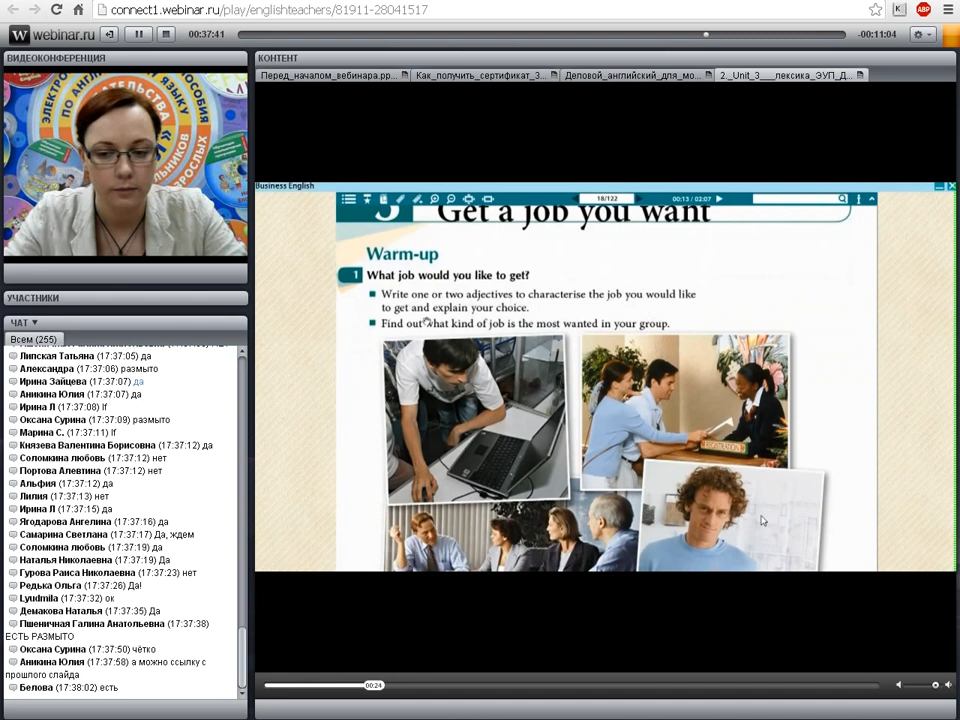 connect1.webinar.ru/play/englishteachers/81911-28041517
K
ABP
W webinar.ru
00:37:41
-00:11:04
ВИДЕОКОНФЕРЕНЦИЯ
УЧАСТНИКИ
ЧАТ
Всем (255)
Липская Татьяна (17:37:05) да
Александра (17:37:06) размыто
Ирина Зайцева (17:37:07) да
Аникина Юлия (17:37:07) да
Ирина Л (17:37:08) lf
Оксана Сурина (17:37:09) размыто
Марина С. (17:37:11) lf
Князева Валентина Борисовна (17:37:12) да
Соломкина любовь (17:37:12) нет
Портова Алевтина (17:37:12) нет
Альфия (17:37:12) да
Лилия (17:37:13) нет
Ирина Л (17:37:15) да
Ягодарова Ангелина (17:37:16) да
Самарина Светлана (17:37:17) Да, ждем
Соломкина любовь (17:37:19) да
Наталья Николаевна (17:37:19) Да
Гурова Раиса Николаевна (17:37:23) нет
Редька Ольга (17:37:26) Да!
Lyudmila (17:37:32) ок
Демакова Наталья (17:37:35) Да
Пшеничная Галина Анатольевна (17:37:38)
ЕСТЬ РАЗМЫТО
Оксана Сурина (17:37:50) чётко
Аникина Юлия (17:37:58) а можно ссылку с
прошлого слайда
Белова (17:38:02) есть
КОНТЕНТ
Перед_началом_вебинара.pp...
Как_получить_сертификат_3...
Деловой_английский_для_мо...
2._Unit_3___лексика_ЭУП_Д...
Business English
18/122
00:13 / 02:07
3 Get a job you want
Warm-up
1 What job would you like to get?
Write one or two adjectives to characterise the job you would like
to get and explain your choice.
Find out what kind of job is the most wanted in your group.
REGISTRATION
00:24